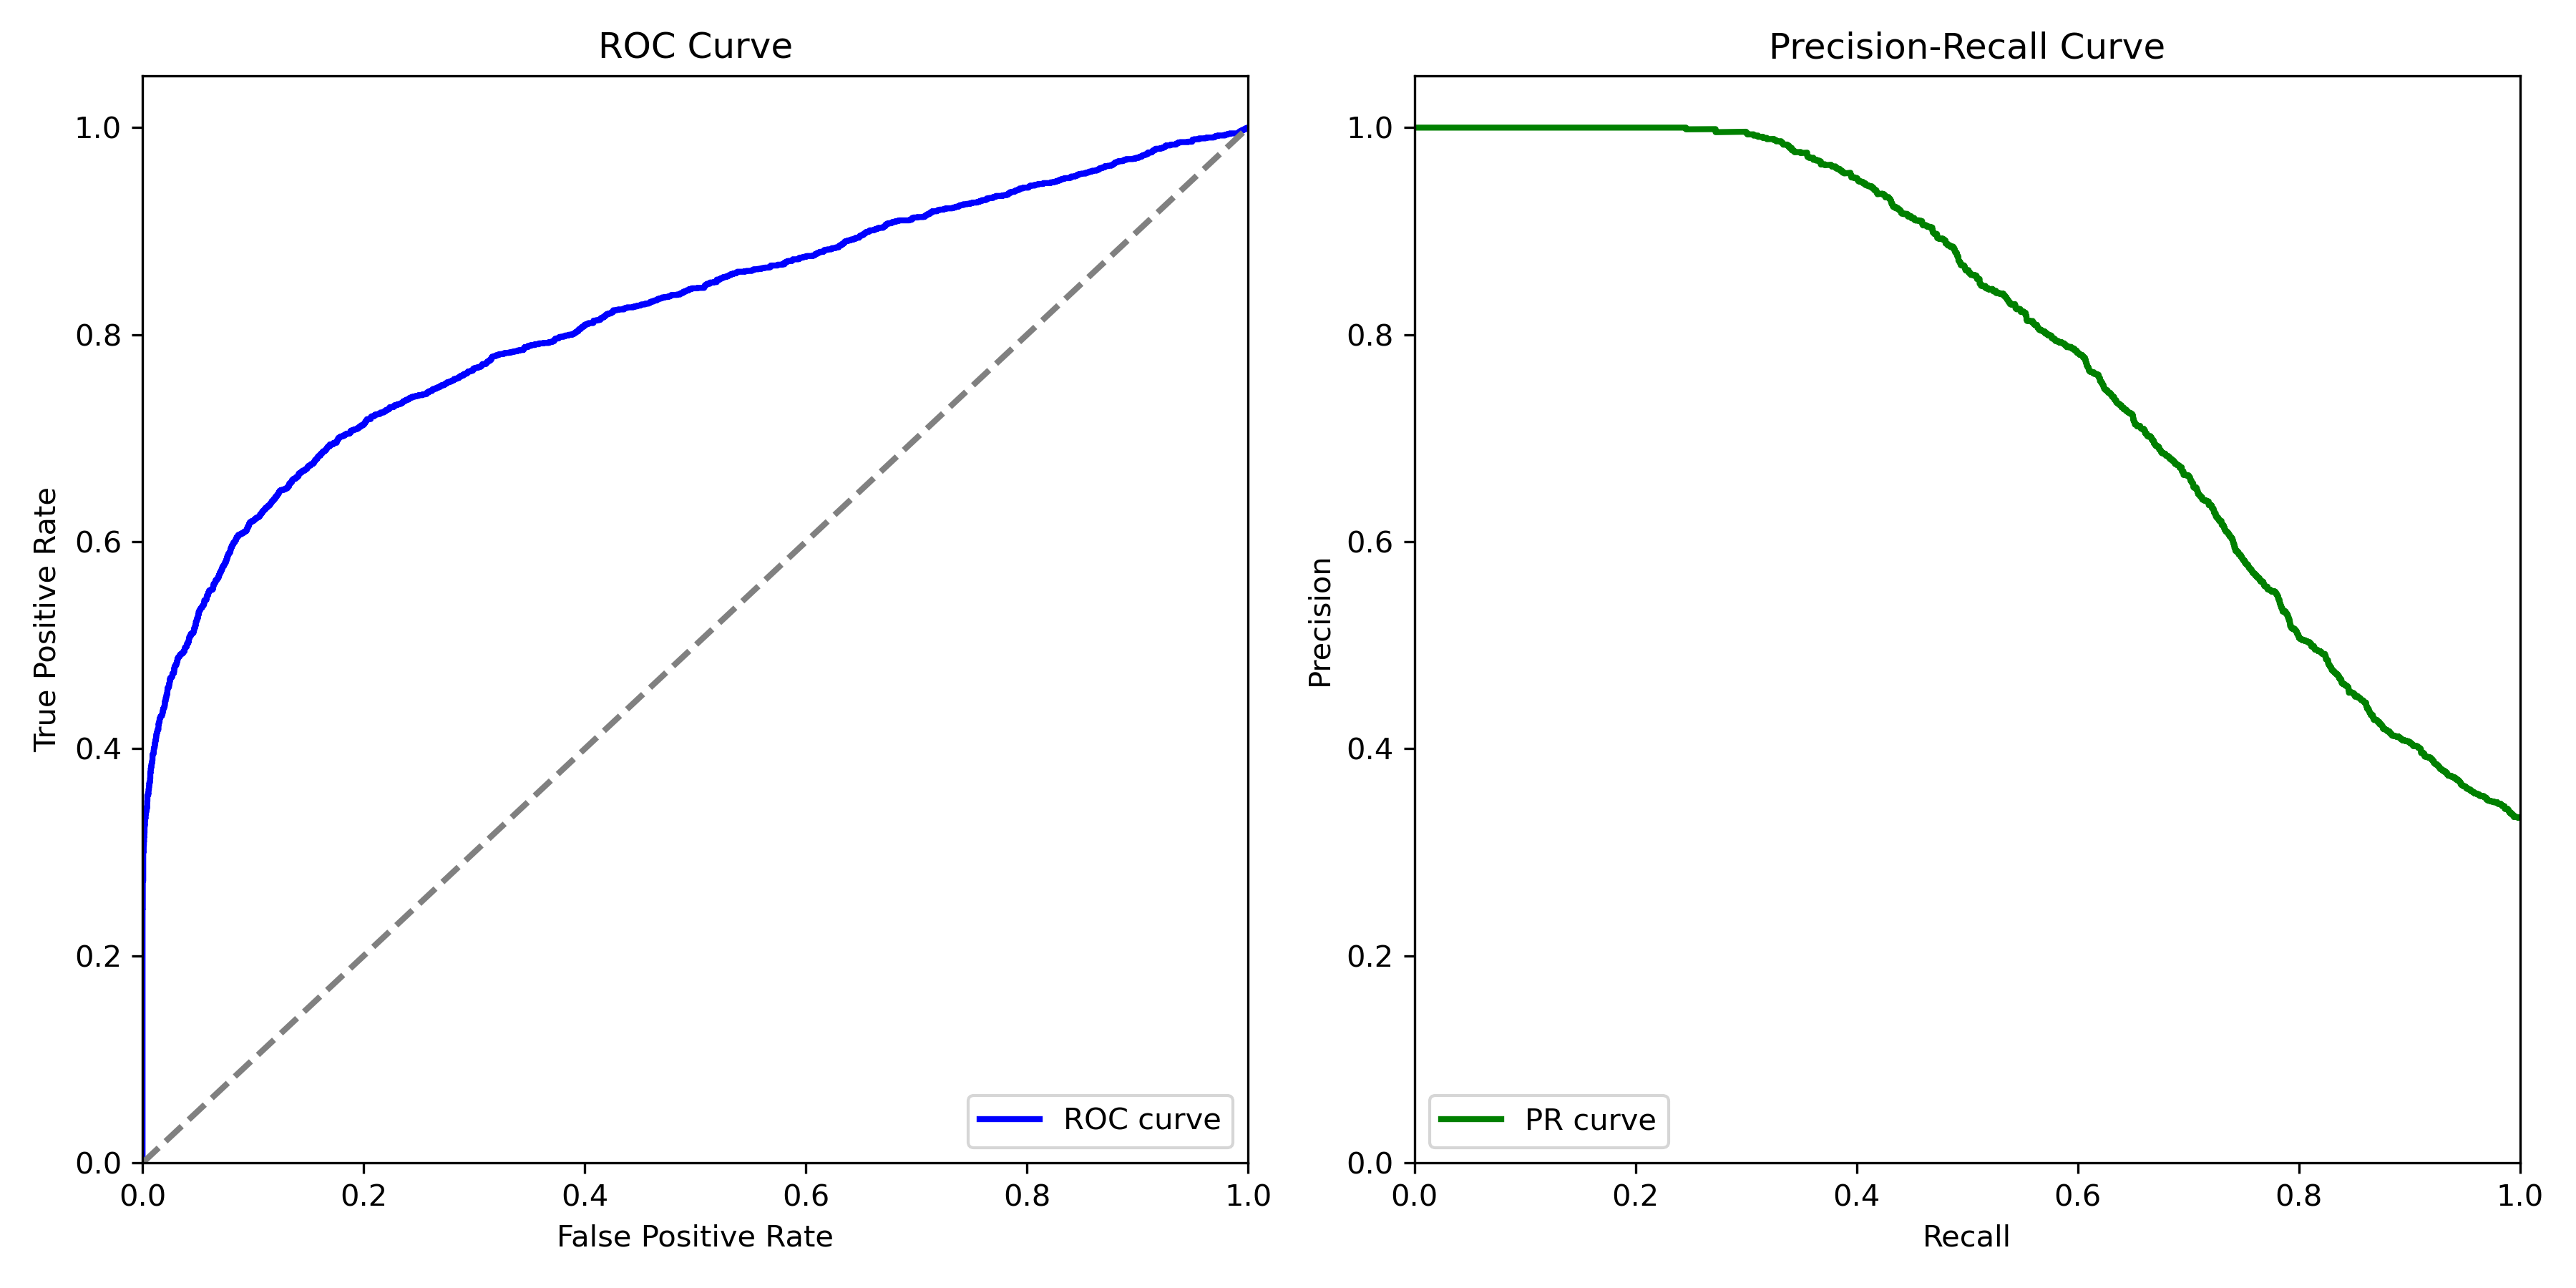 ROC Curve
True Positive Rate
1.0
0.8
0.6
0.4
0.2
0.0
0.0 0.2 0.4 0.6 0.8 1.0
False Positive Rate
ROC curve
Precision-Recall Curve
Precision
1.0
0.8
0.6
0.4
0.2
0.0
0.0 0.2 0.4 0.6 0.8 1.0
Recall
PR curve